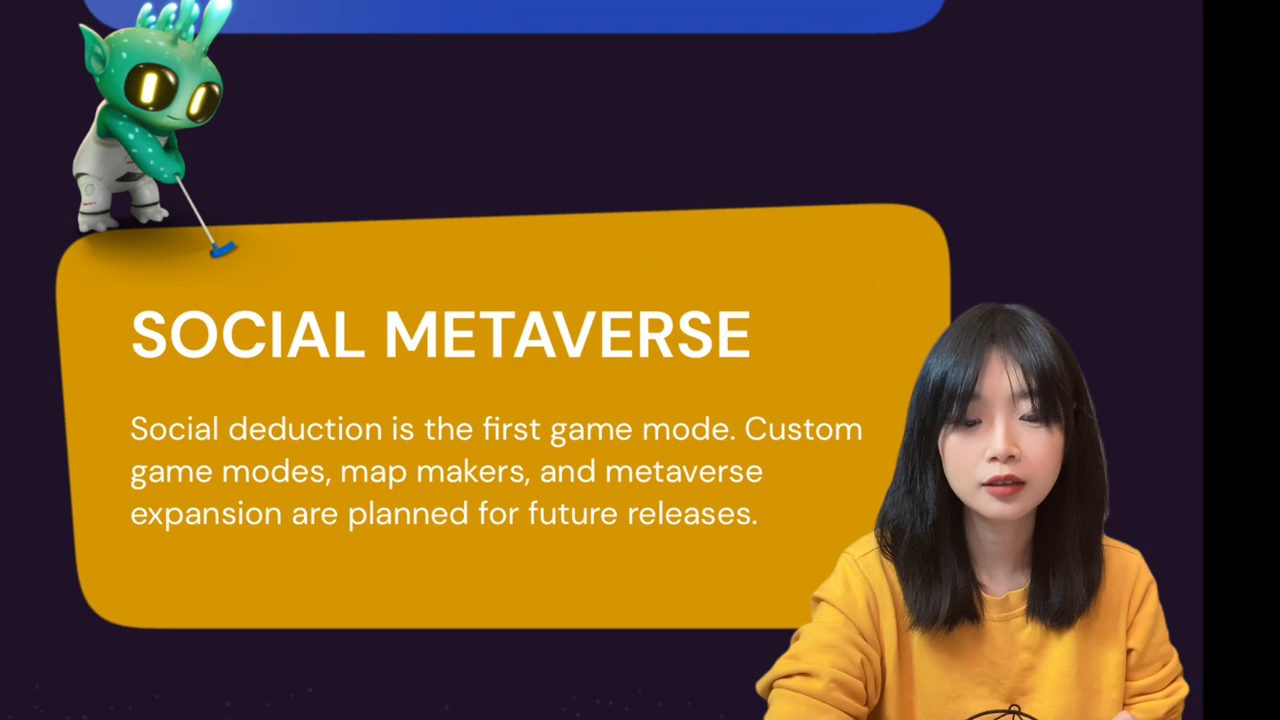 SOCIAL METAVERSE
Social deduction is the first game mode. Custom
game modes, map makers, and metaverse
expansion are planned for future releases.